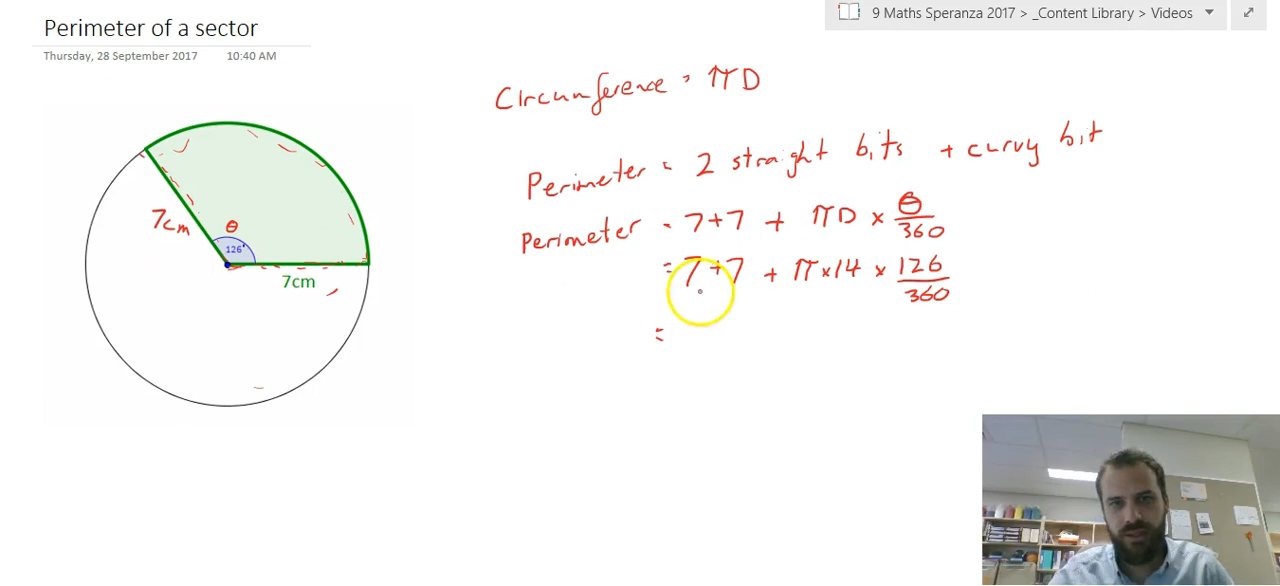 9 Maths Speranza 2017 > _Content Library > Videos
Perimeter of a sector
Thursday, 28 September 2017 10:40 AM
Circumference = πD
Perimeter = 2 straight bits + curvy bit
Perimeter = 7+7 + πD × θ/360
= 7+7 + π×14 × 126/360
=
7cm
θ
126°
7cm